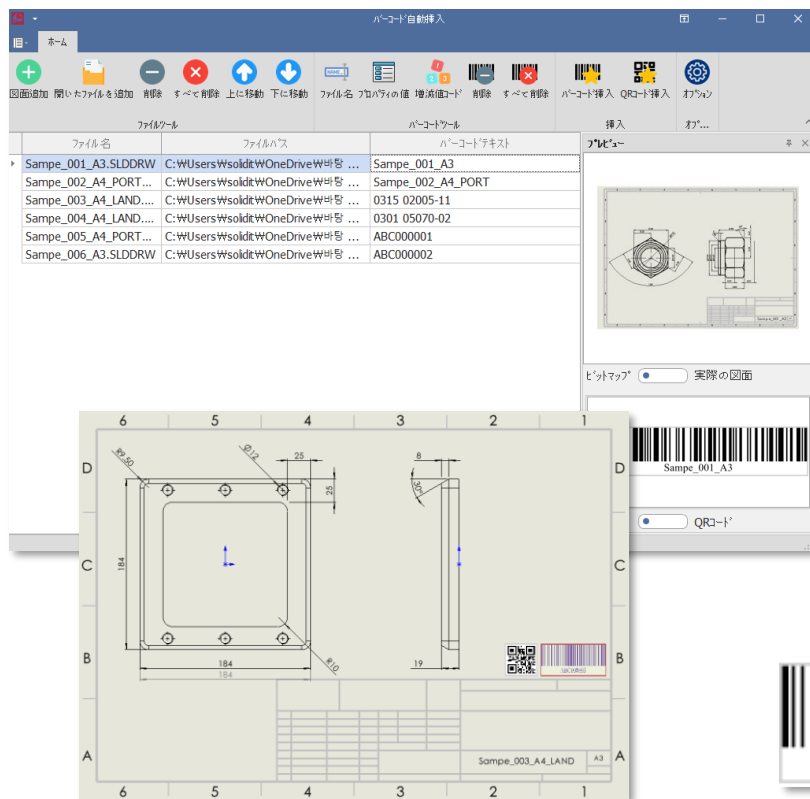 バーコード自動挿入
ホーム
図面追加 開いたファイルを追加 削除 すべて削除 上に移動 下に移動 ファイル名 プロパティの値 増減値コード 削除 すべて削除 バーコード挿入 QRコード挿入 オプション
ファイルツール バーコードツール 挿入 オプ...
ファイル名 ファイルパス バーコードテキスト プレビュー
Sampe_001_A3.SLDDRW C:₩Users₩solidit₩OneDrive₩바탕 ... Sampe_001_A3
Sampe_002_A4_PORT... C:₩Users₩solidit₩OneDrive₩바탕 ... Sampe_002_A4_PORT
Sampe_003_A4_LAND.... C:₩Users₩solidit₩OneDrive₩바탕 ... 0315 02005-11
Sampe_004_A4_LAND.... C:₩Users₩solidit₩OneDrive₩바탕 ... 0301 05070-02
Sampe_005_A4_PORT... C:₩Users₩solidit₩OneDrive₩바탕 ... ABC000001
Sampe_006_A3.SLDDRW C:₩Users₩solidit₩OneDrive₩바탕 ... ABC000002
ビットマップ 実際の図面
Sampe_001_A3
QRコード
6 5 4 3 2 1
R9.50 Ø12 25 8
D D
25 30°
C 184 C
B B
184 R10 19
184
A Sampe_003_A4_LAND A3 A
6 5 4 3 2 1